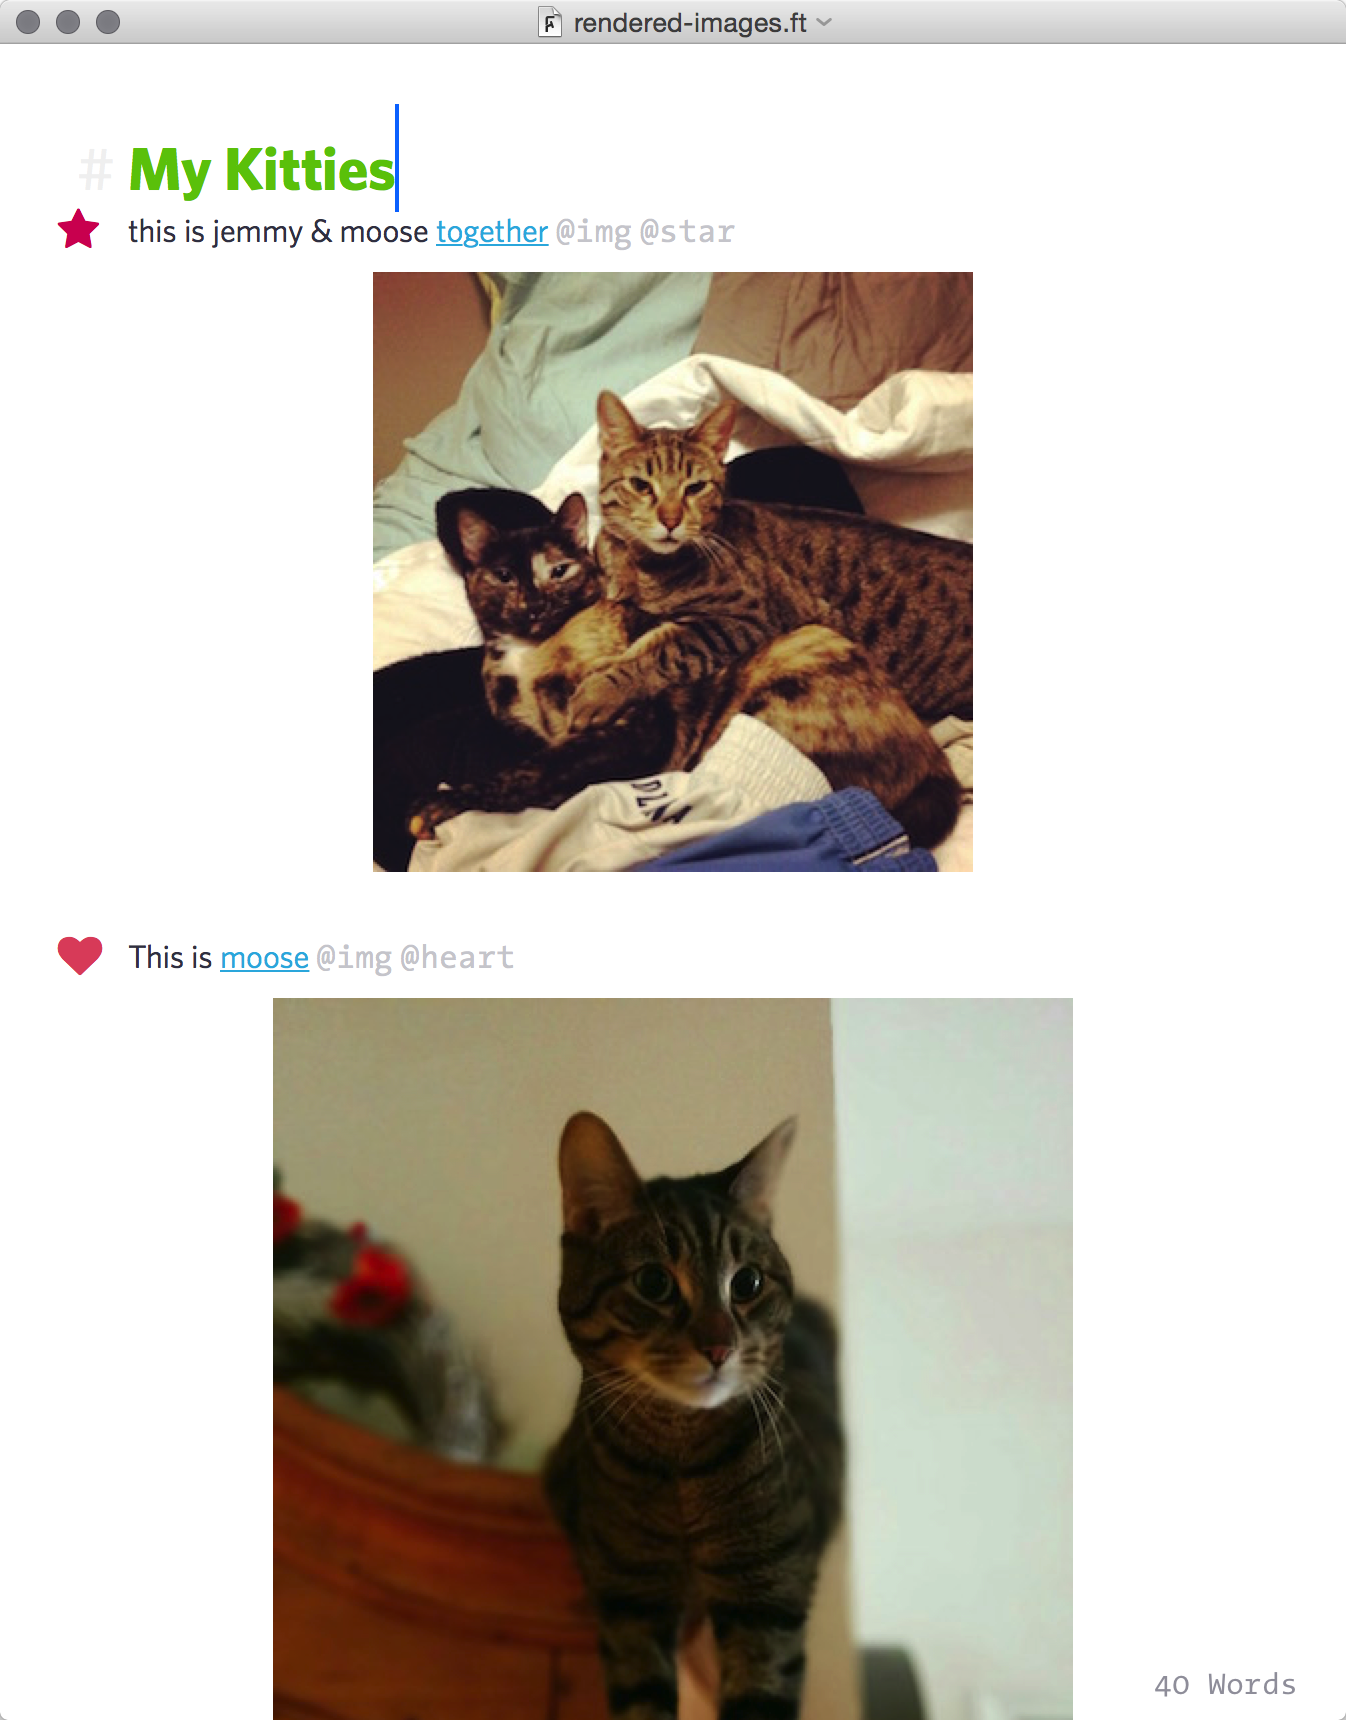 rendered-images.ft
# My Kitties
this is jemmy & moose together @img @star
DZNA
This is moose @img @heart
40 Words